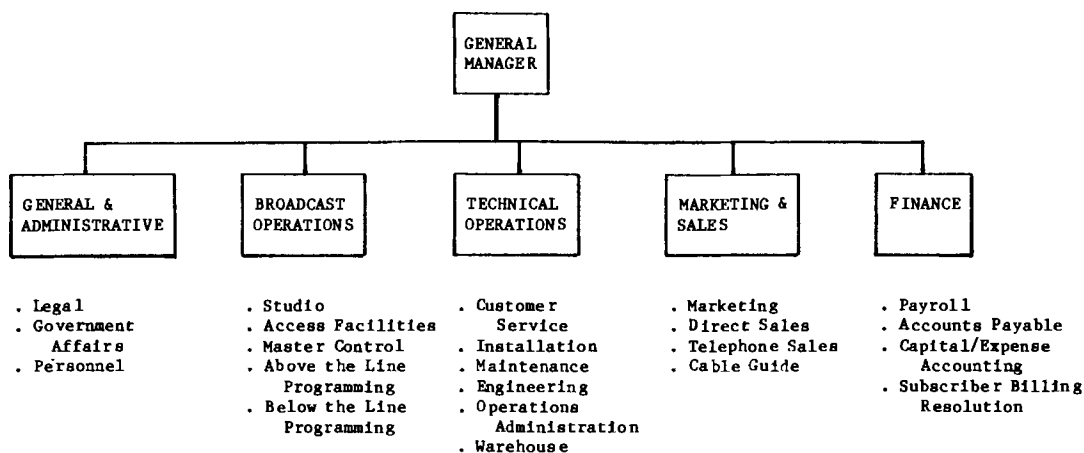 GENERAL
MANAGER
GENERAL &
ADMINISTRATIVE
BROADCAST
OPERATIONS
TECHNICAL
OPERATIONS
MARKETING &
SALES
FINANCE
. Legal
. Government
Affairs
. Personnel
. Studio
. Access Facilities
. Master Control
. Above the Line
Programming
. Below the Line
Programming
. Customer
Service
. Installation
. Maintenance
. Engineering
. Operations
Administration
. Warehouse
. Marketing
. Direct Sales
. Telephone Sales
. Cable Guide
. Payroll
. Accounts Payable
. Capital/Expense
Accounting
. Subscriber Billing
Resolution